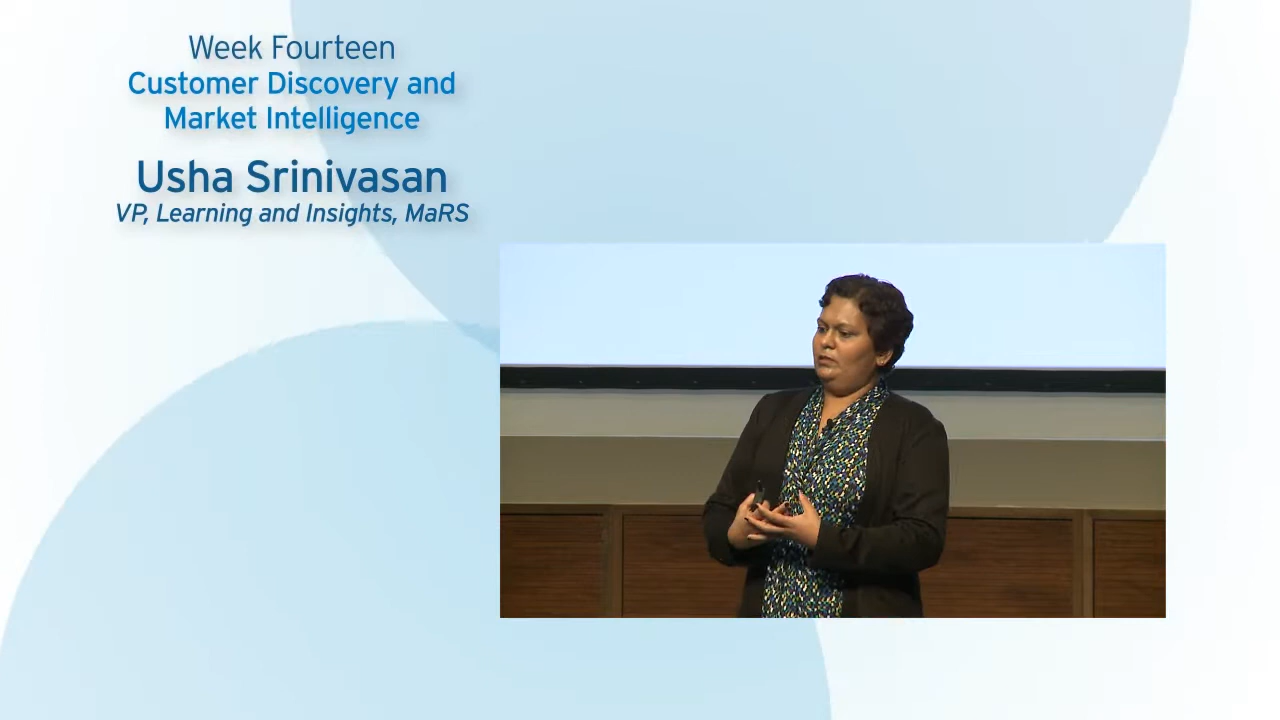 Week Fourteen
Customer Discovery and
Market Intelligence
Usha Srinivasan
VP, Learning and Insights, MaRS